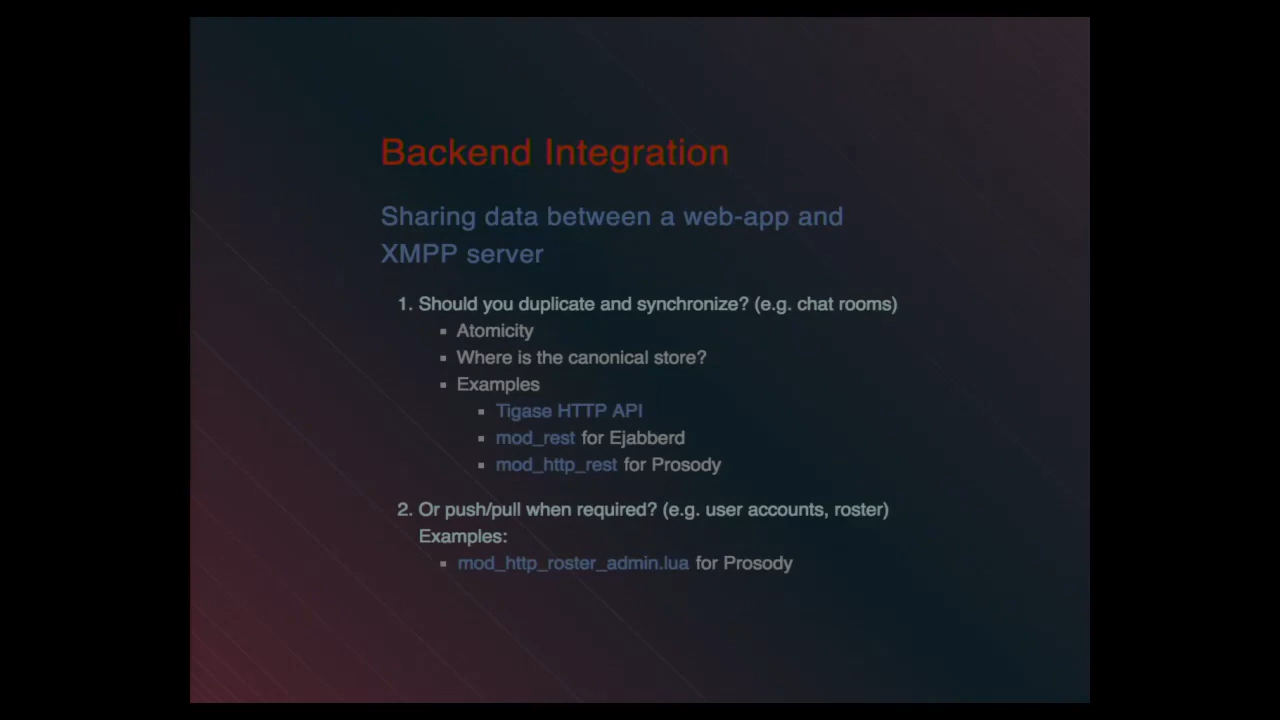 Backend Integration
Sharing data between a web-app and
XMPP server
1. Should you duplicate and synchronize? (e.g. chat rooms)
▪ Atomicity
▪ Where is the canonical store?
▪ Examples
▪ Tigase HTTP API
▪ mod_rest for Ejabberd
▪ mod_http_rest for Prosody
2. Or push/pull when required? (e.g. user accounts, roster)
Examples:
▪ mod_http_roster_admin.lua for Prosody